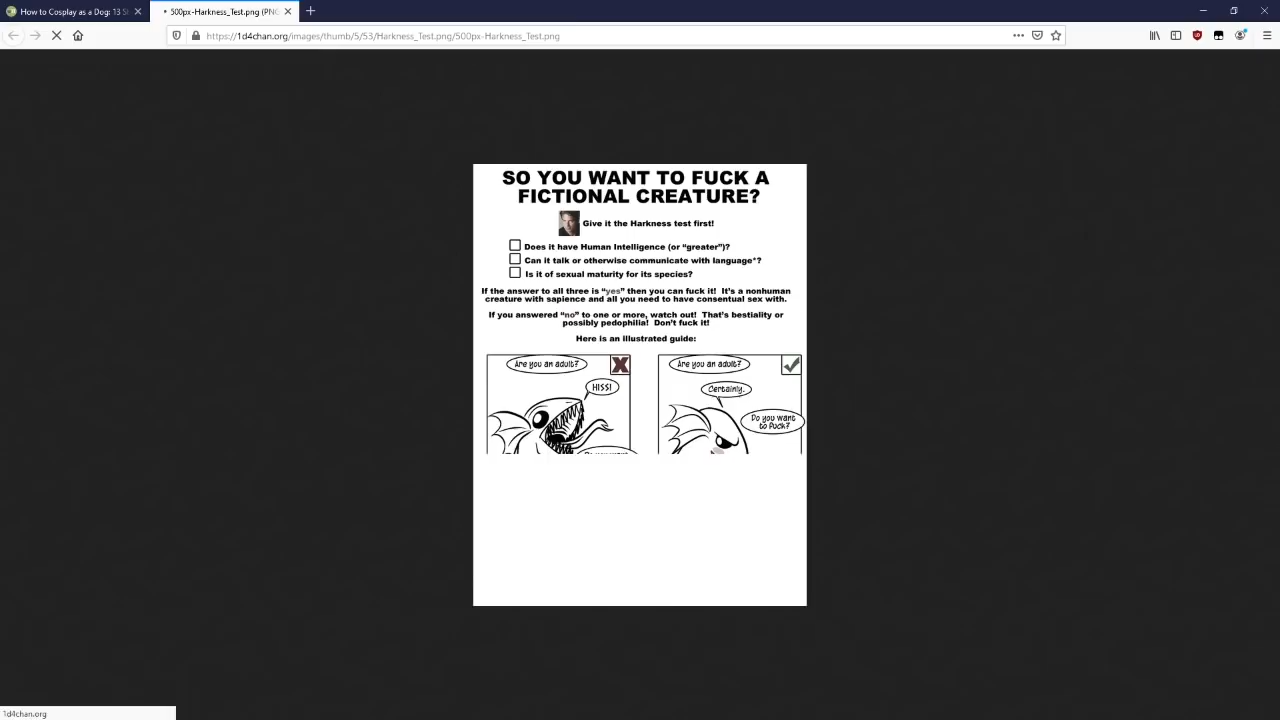 How to Cosplay as a Dog: 13 St
500px-Harkness_Test.png (PNG
https://1d4chan.org/images/thumb/5/53/Harkness_Test.png/500px-Harkness_Test.png
SO YOU WANT TO FUCK A
FICTIONAL CREATURE?
Give it the Harkness test first!
Does it have Human Intelligence (or “greater”)?
Can it talk or otherwise communicate with language*?
Is it of sexual maturity for its species?
If the answer to all three is “yes” then you can fuck it! It's a nonhuman
creature with sapience and all you need to have consentual sex with.
If you answered “no” to one or more, watch out! That's bestiality or
possibly pedophilia! Don't fuck it!
Here is an illustrated guide:
Are you an adult?
HISS!
Are you an adult?
Certainly.
Do you want
to fuck?
1d4chan.org